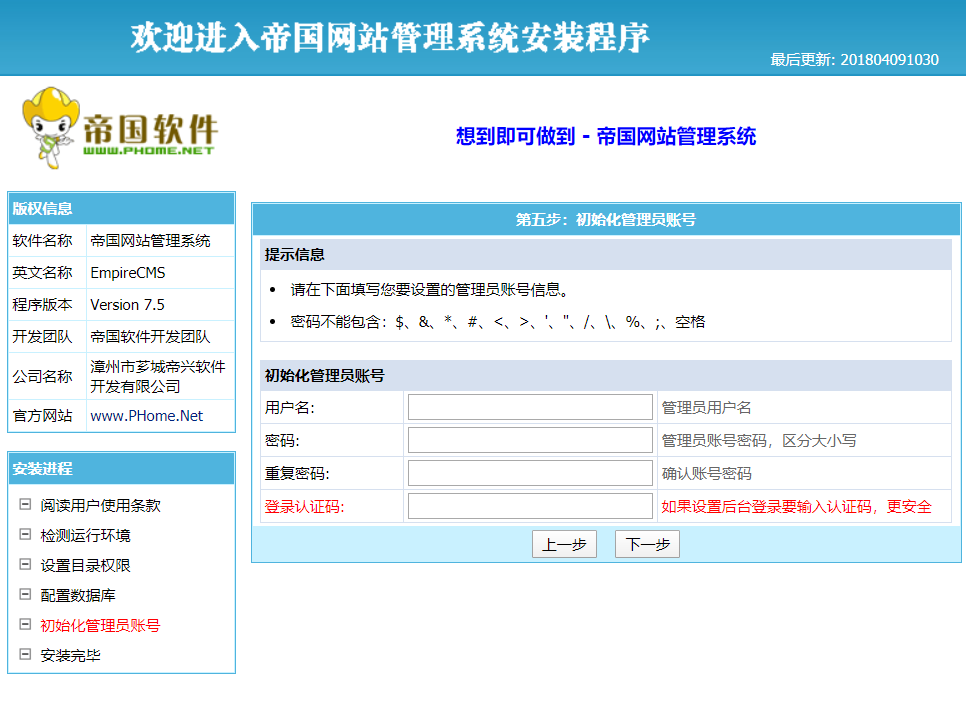 欢迎进入帝国网站管理系统安装程序
最后更新: 201804091030
帝国软件
WWW.PHOME.NET
想到即可做到 - 帝国网站管理系统
版权信息
软件名称 帝国网站管理系统
英文名称 EmpireCMS
程序版本 Version 7.5
开发团队 帝国软件开发团队
公司名称 漳州市芗城帝兴软件
开发有限公司
官方网站 www.PHome.Net
安装进程
阅读用户使用条款
检测运行环境
设置目录权限
配置数据库
初始化管理员账号
安装完毕
第五步：初始化管理员账号
提示信息
• 请在下面填写您要设置的管理员账号信息。
• 密码不能包含：$、&、*、#、<、>、'、"、/、\、%、;、空格
初始化管理员账号
用户名: 管理员用户名
密码: 管理员账号密码，区分大小写
重复密码: 确认账号密码
登录认证码: 如果设置后台登录要输入认证码，更安全
上一步 下一步